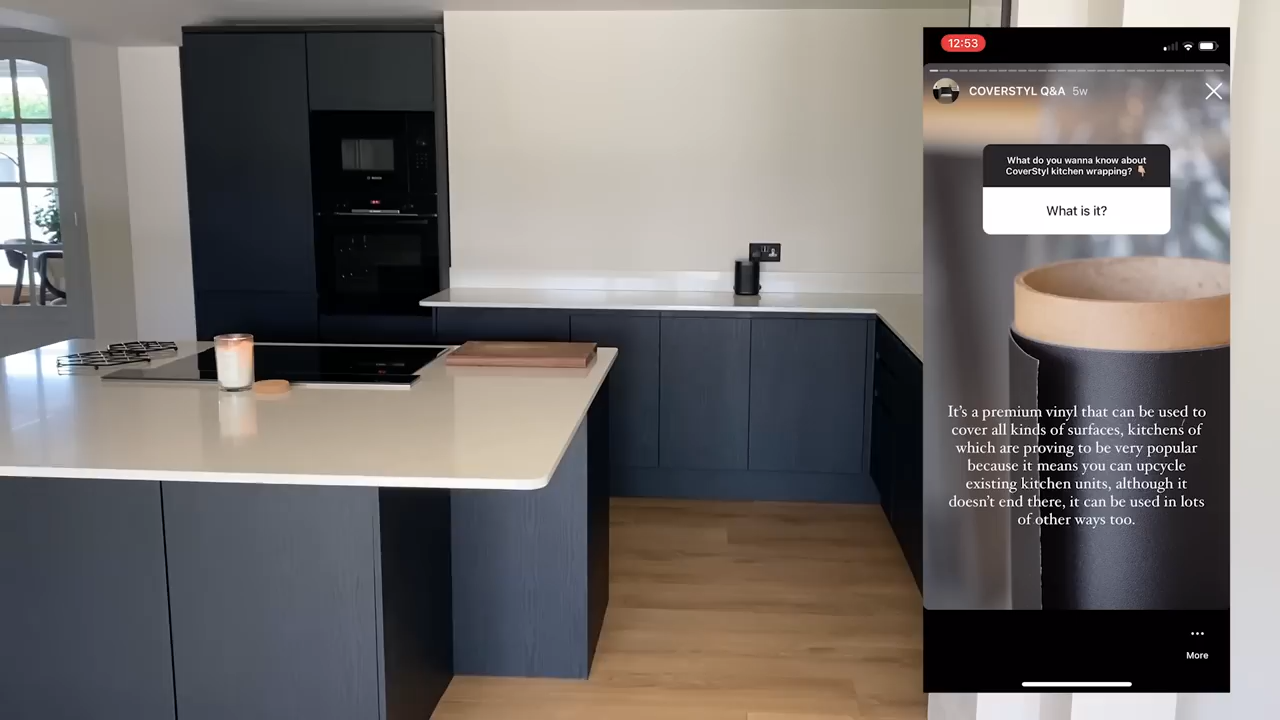 12:53
COVERSTYL Q&A 5w
What do you wanna know about
CoverStyl kitchen wrapping? 👇🏼
What is it?
It's a premium vinyl that can be used to
cover all kinds of surfaces, kitchens of
which are proving to be very popular
because it means you can upcycle
existing kitchen units, although it
doesn't end there, it can be used in lots
of other ways too.
More